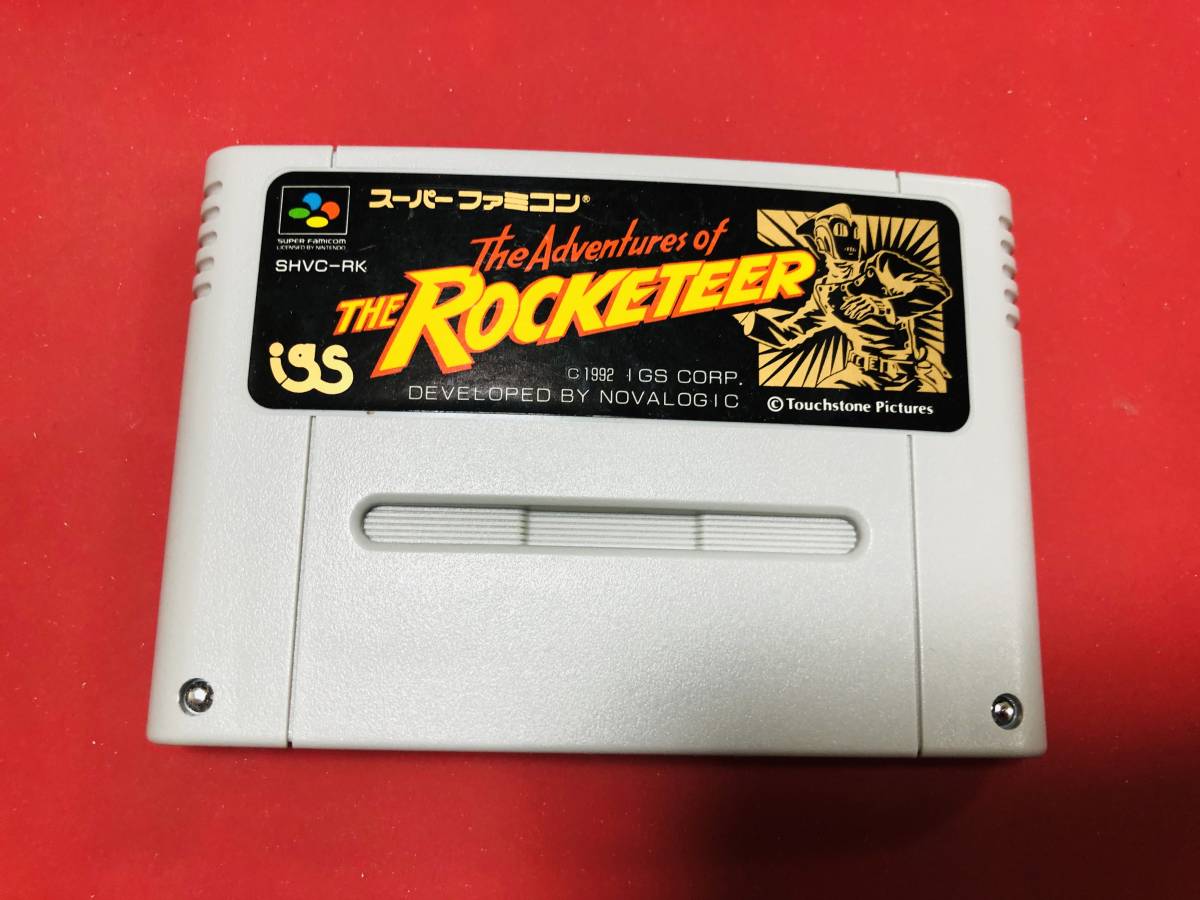 スーパーファミコン®
SUPER FAMICOM
LICENSED BY NINTENDO
SHVC-RK
The Adventures of
THE ROCKETEER
igs
© 1992 IGS CORP.
DEVELOPED BY NOVALOGIC
© Touchstone Pictures